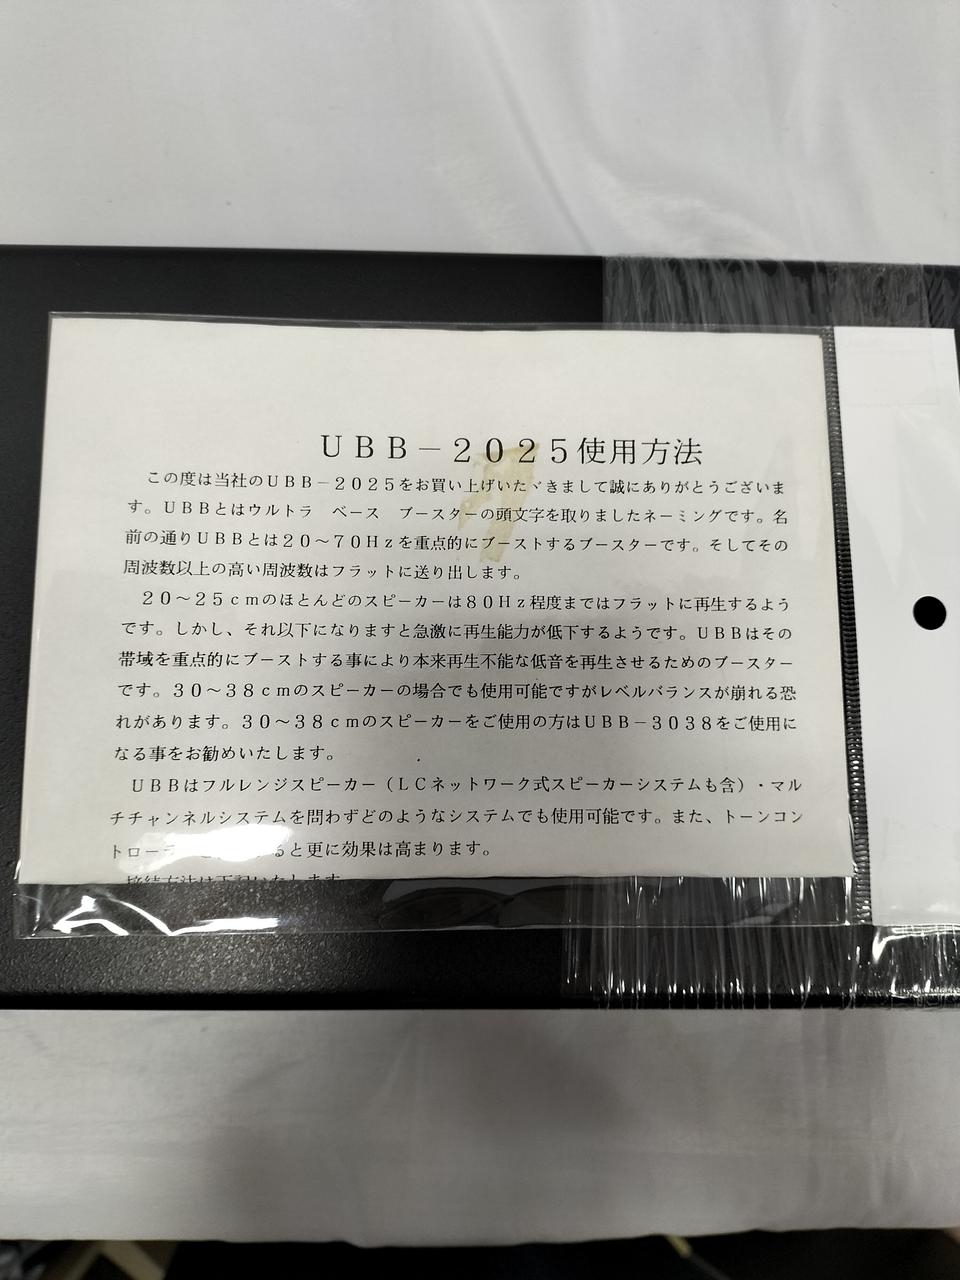 UBB－2025使用方法
この度は当社のUBB－2025をお買い上げいたゞきまして誠にありがとうございま
す。UBBとはウルトラ　ベース　ブースターの頭文字を取りましたネーミングです。名
前の通りUBBとは20～70Hzを重点的にブーストするブースターです。そしてその
周波数以上の高い周波数はフラットに送り出します。
20～25cmのほとんどのスピーカーは80Hz程度まではフラットに再生するよう
です。しかし、それ以下になりますと急激に再生能力が低下するようです。UBBはその
帯域を重点的にブーストする事により本来再生不能な低音を再生させるためのブースター
です。30～38cmのスピーカーの場合でも使用可能ですがレベルバランスが崩れる恐
れがあります。30～38cmのスピーカーをご使用の方はUBB－3038をご使用に
なる事をお勧めいたします。
UBBはフルレンジスピーカー（LCネットワーク式スピーカーシステムも含）・マル
チチャンネルシステムを問わずどのようなシステムでも使用可能です。また、トーンコン
トローラ ると更に効果は高まります。
接続方法は下記いたします